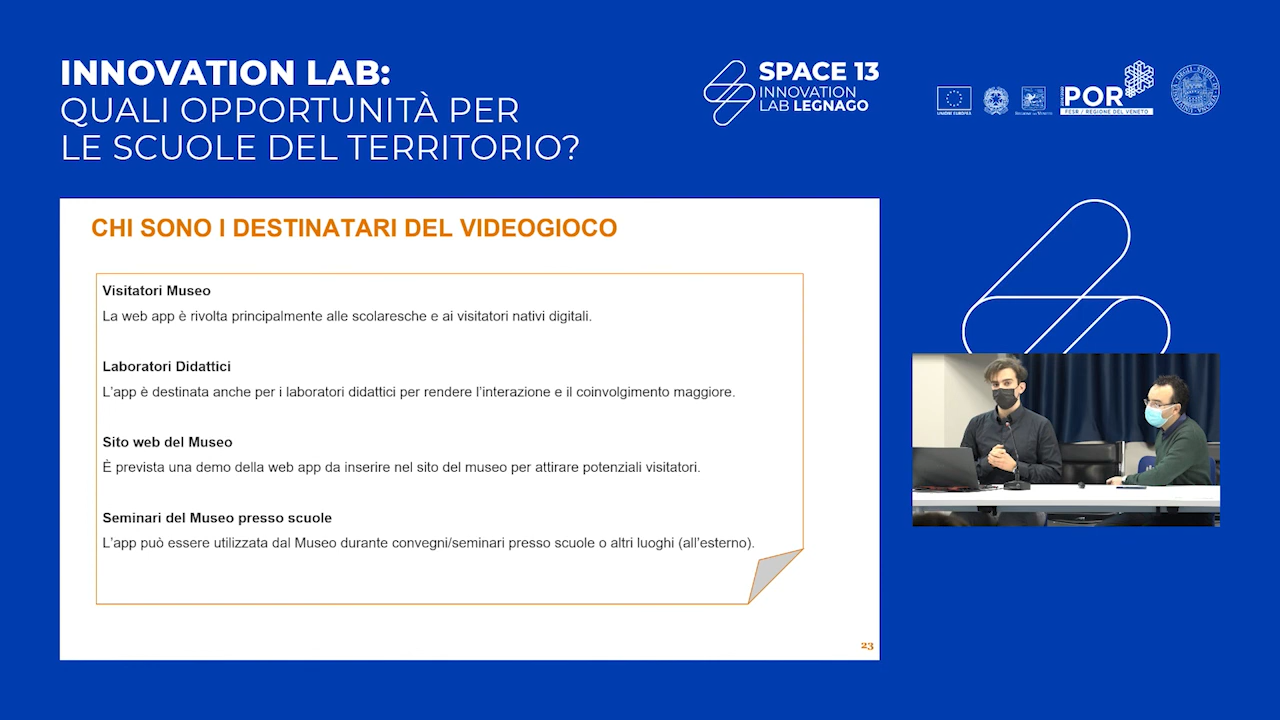 INNOVATION LAB:
QUALI OPPORTUNITÀ PER
LE SCUOLE DEL TERRITORIO?
SPACE 13
INNOVATION
LAB LEGNAGO
UNIONE EUROPEA
POR
FESR / REGIONE DEL VENETO
CHI SONO I DESTINATARI DEL VIDEOGIOCO
Visitatori Museo
La web app è rivolta principalmente alle scolaresche e ai visitatori nativi digitali.
Laboratori Didattici
L’app è destinata anche per i laboratori didattici per rendere l’interazione e il coinvolgimento maggiore.
Sito web del Museo
È prevista una demo della web app da inserire nel sito del museo per attirare potenziali visitatori.
Seminari del Museo presso scuole
L’app può essere utilizzata dal Museo durante convegni/seminari presso scuole o altri luoghi (all’esterno).
23